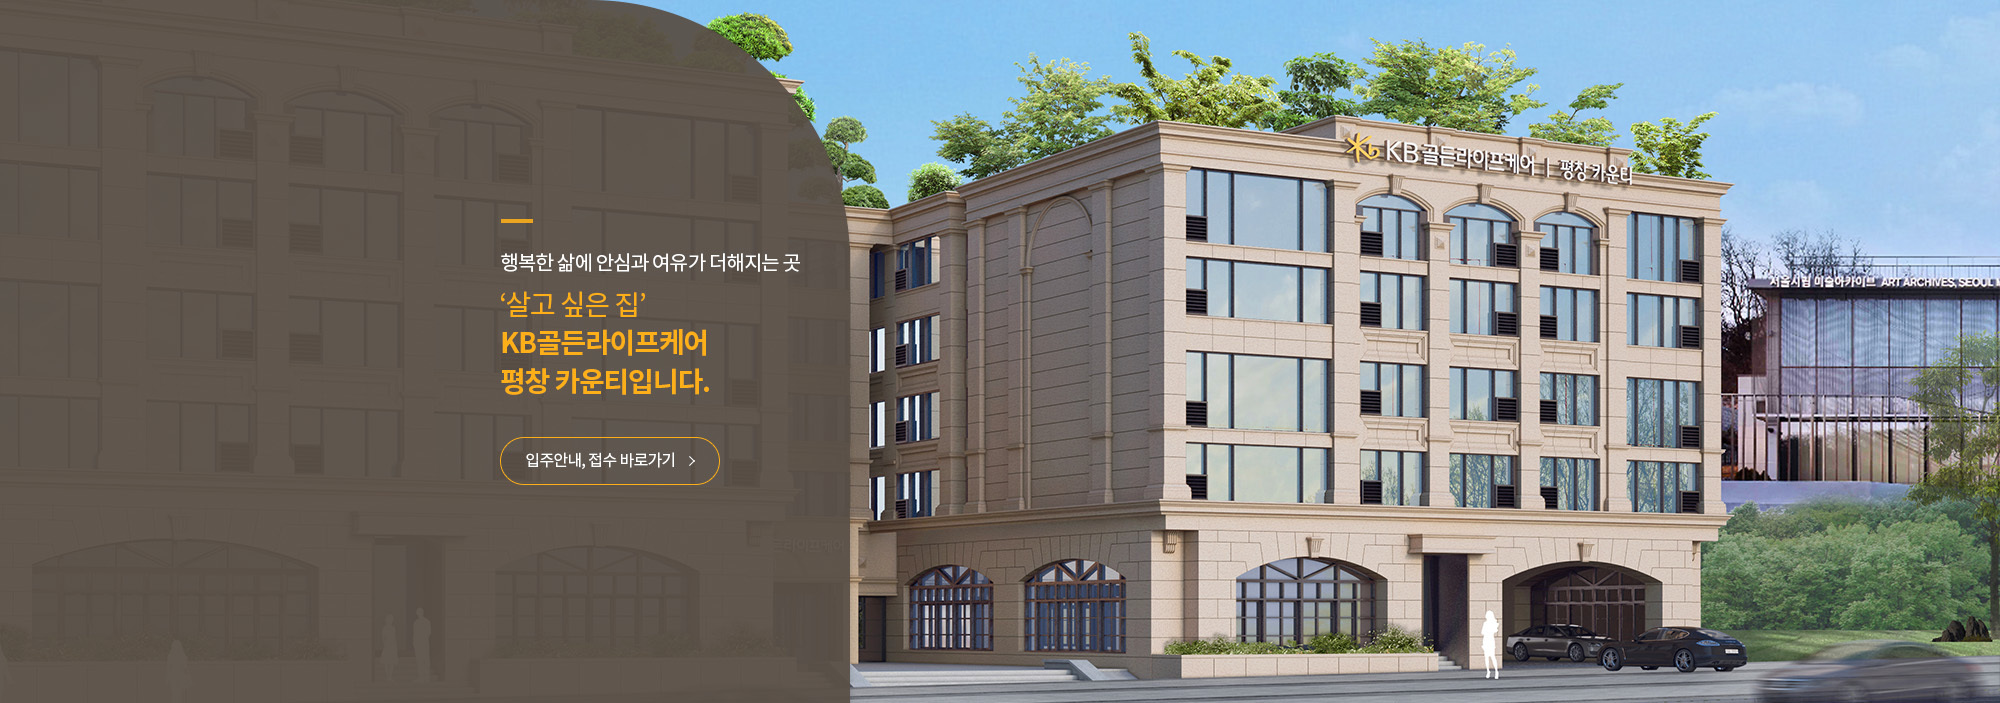 행복한 삶에 안심과 여유가 더해지는 곳
‘살고 싶은 집’
KB골든라이프케어
평창 카운티입니다.
입주안내, 접수 바로가기
KB 골든라이프케어 | 평창 카운티
서울시립 미술아카이브 ART ARCHIVES, SEOUL